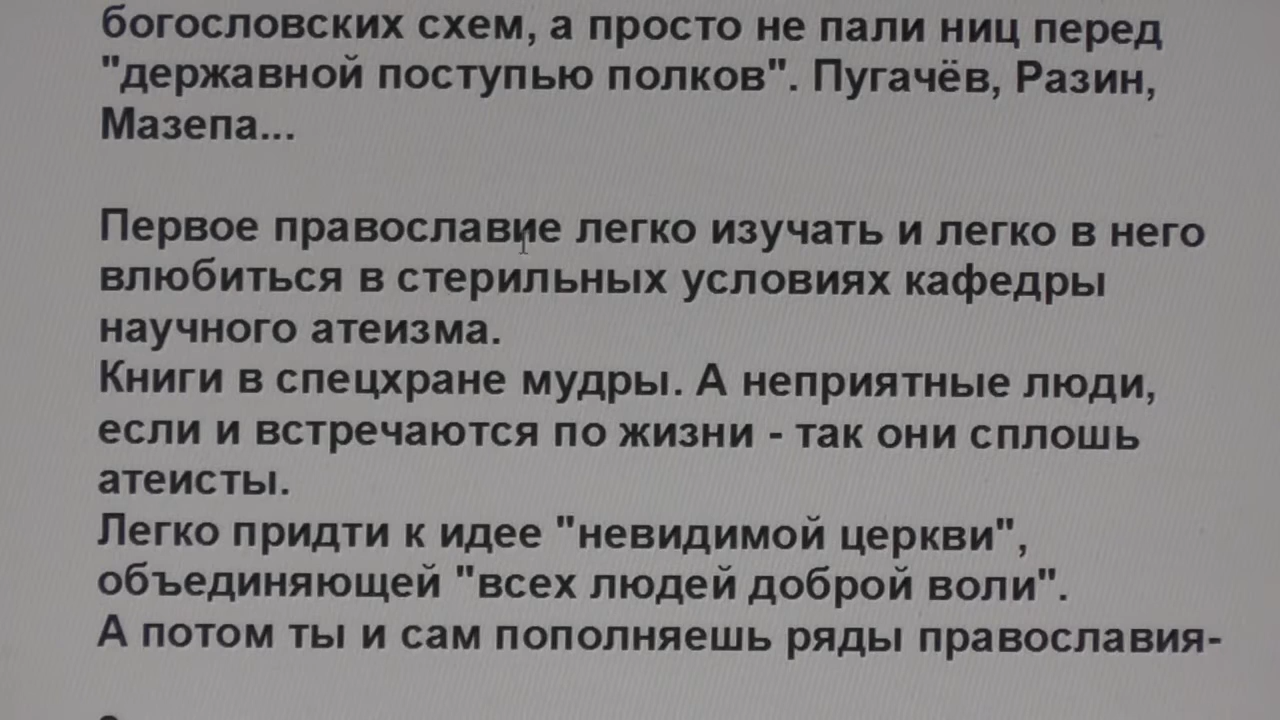 богословских схем, а просто не пали ниц перед
"державной поступью полков". Пугачёв, Разин,
Мазепа...
Первое православие легко изучать и легко в него
влюбиться в стерильных условиях кафедры
научного атеизма.
Книги в спецхране мудры. А неприятные люди,
если и встречаются по жизни - так они сплошь
атеисты.
Легко придти к идее "невидимой церкви",
объединяющей "всех людей доброй воли".
А потом ты и сам пополняешь ряды православия-